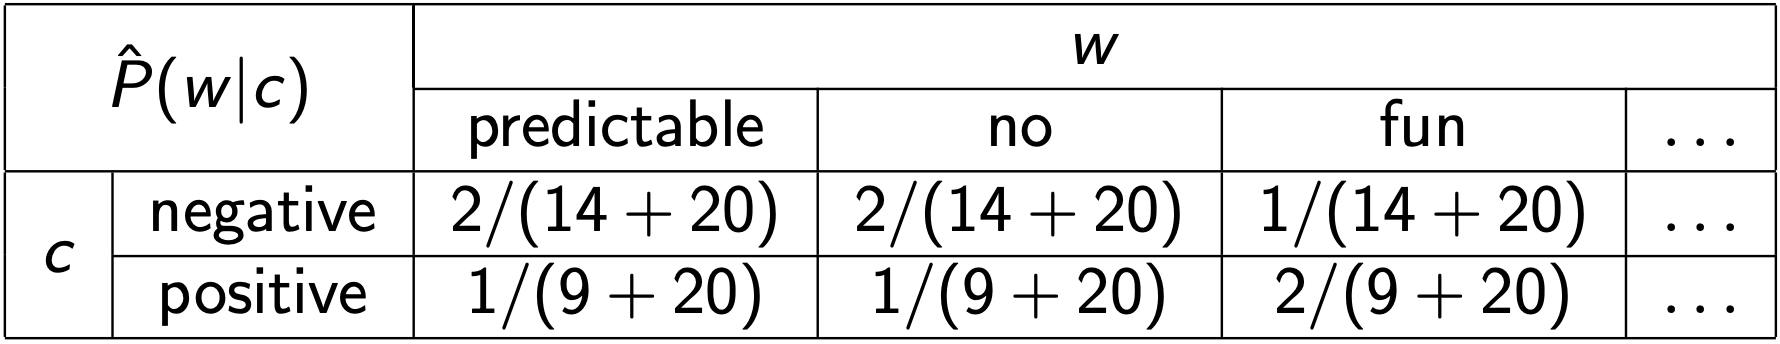 P̂(w|c) w
predictable no fun ...
c negative 2/(14 + 20) 2/(14 + 20) 1/(14 + 20) ...
positive 1/(9 + 20) 1/(9 + 20) 2/(9 + 20) ...